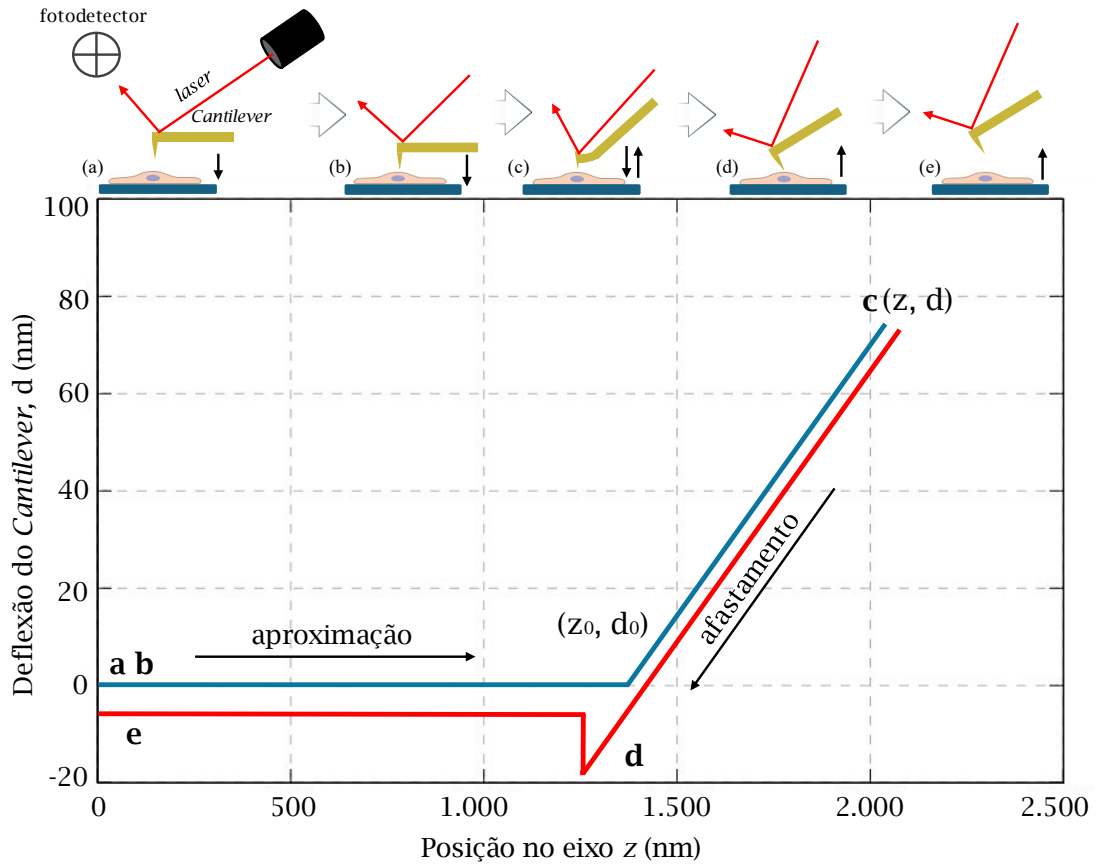 fotodetector
laser
Cantilever
(a)
(b)
(c)
(d)
(e)
100
80
60
40
20
0
-20
Deflexão do Cantilever, d (nm)
c (z, d)
afastamento
(z₀, d₀)
aproximação
a b
e
d
0
500
1.000
1.500
2.000
2.500
Posição no eixo z (nm)